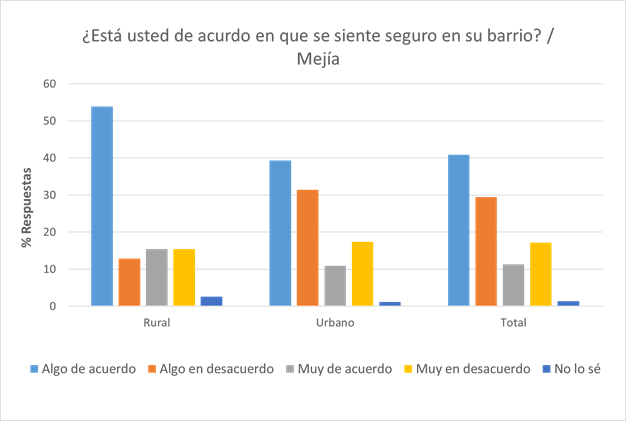 ¿Está usted de acurdo en que se siente seguro en su barrio? /
Mejía
60
50
40
30
20
10
0
% Respuestas
Rural
Urbano
Total
Algo de acuerdo
Algo en desacuerdo
Muy de acuerdo
Muy en desacuerdo
No lo sé